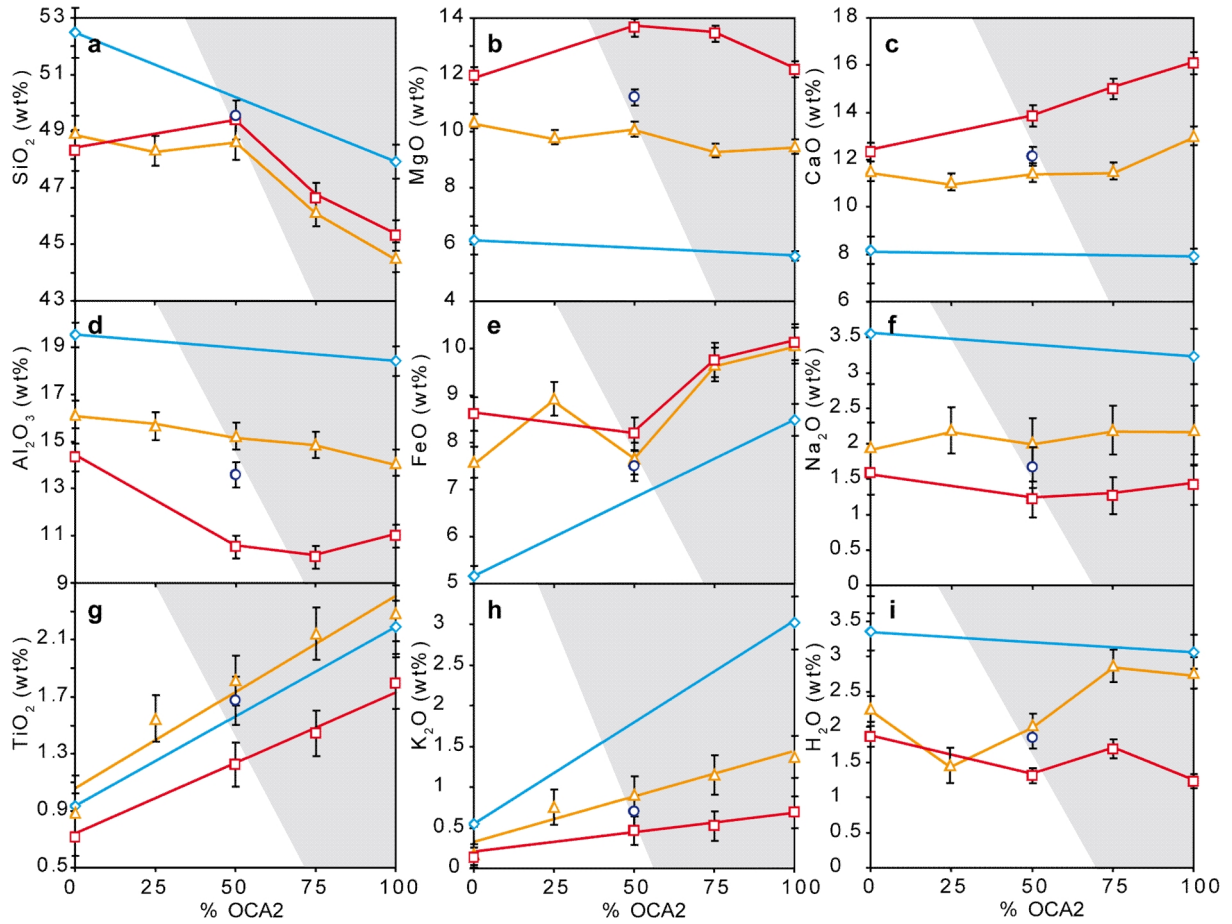 53
51
49
47
45
43
SiO2 (wt%)
a
14
12
10
8
6
4
MgO (wt%)
b
18
16
14
12
10
8
6
CaO (wt%)
c
19
17
15
13
11
9
Al2O3 (wt%)
d
10
9
8
7
6
5
FeO (wt%)
e
3.5
3
2.5
2
1.5
1
0.5
0
Na2O (wt%)
f
2.1
1.7
1.3
0.9
0.5
TiO2 (wt%)
g
0 25 50 75 100
% OCA2
3
2.5
2
1.5
1
0.5
0
K2O (wt%)
h
0 25 50 75 100
% OCA2
3.5
3
2.5
2
1.5
1
0.5
0
H2O (wt%)
i
0 25 50 75 100
% OCA2